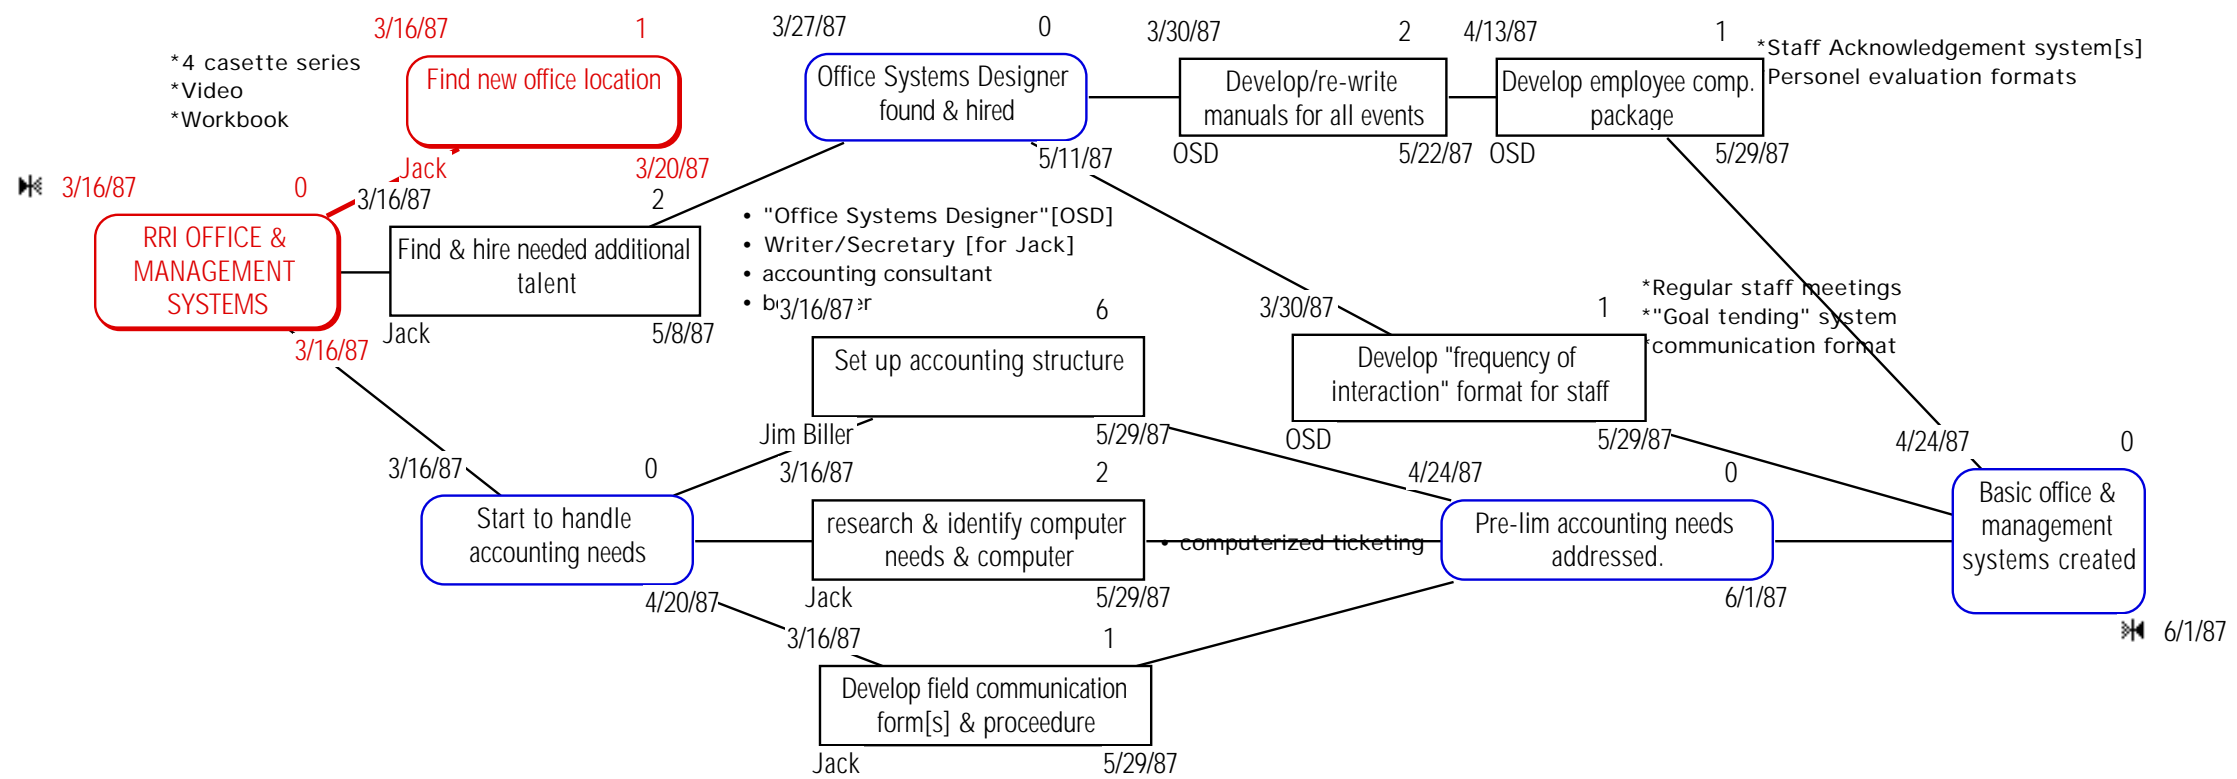 3/16/87 1
*4 casette series
*Video
*Workbook
Find new office location
Jack 3/20/87
3/27/87 0
Office Systems Designer
found & hired
5/11/87
3/30/87 2
Develop/re-write
manuals for all events
OSD 5/22/87
4/13/87 1
Develop employee comp.
package
OSD 5/29/87
*Staff Acknowledgement system[s]
Personel evaluation formats
3/16/87 0
RRI OFFICE &
MANAGEMENT
SYSTEMS
3/16/87
3/16/87 2
Find & hire needed additional
talent
Jack 5/8/87
• "Office Systems Designer"[OSD]
• Writer/Secretary [for Jack]
• accounting consultant
•
3/16/87 6
Set up accounting structure
Jim Biller 5/29/87
3/30/87 1
Develop "frequency of
interaction" format for staff
OSD 5/29/87
*Regular staff meetings
*"Goal tending" system
*communication format
3/16/87 0
Start to handle
accounting needs
4/20/87
3/16/87 2
research & identify computer
needs & computer
Jack 5/29/87
• computerized ticketing
4/24/87 0
Pre-lim accounting needs
addressed.
6/1/87
4/24/87 0
Basic office &
management
systems created
6/1/87
3/16/87 1
Develop field communication
form[s] & proceedure
Jack 5/29/87